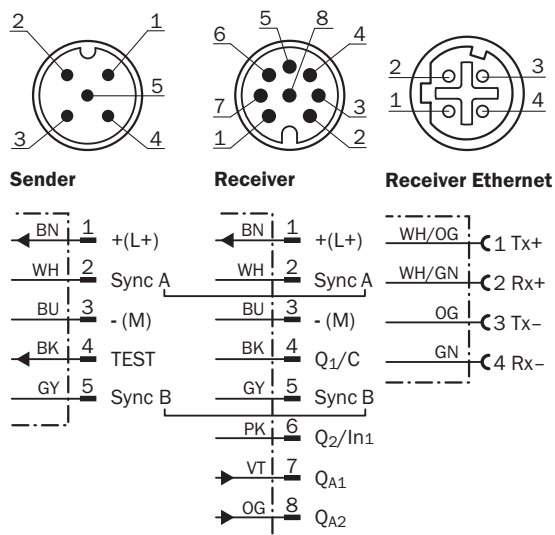 2 1
5
3 4
5 8
6 4
7 3
1 2
2 3
1 4
Sender
BN 1 +(L+)
WH 2 Sync A
BU 3 - (M)
BK 4 TEST
GY 5 Sync B
Receiver
BN 1 +(L+)
WH 2 Sync A
BU 3 - (M)
BK 4 Q1/C
GY 5 Sync B
PK 6 Q2/In1
VT 7 QA1
OG 8 QA2
Receiver Ethernet
WH/OG 1 Tx+
WH/GN 2 Rx+
OG 3 Tx–
GN 4 Rx–